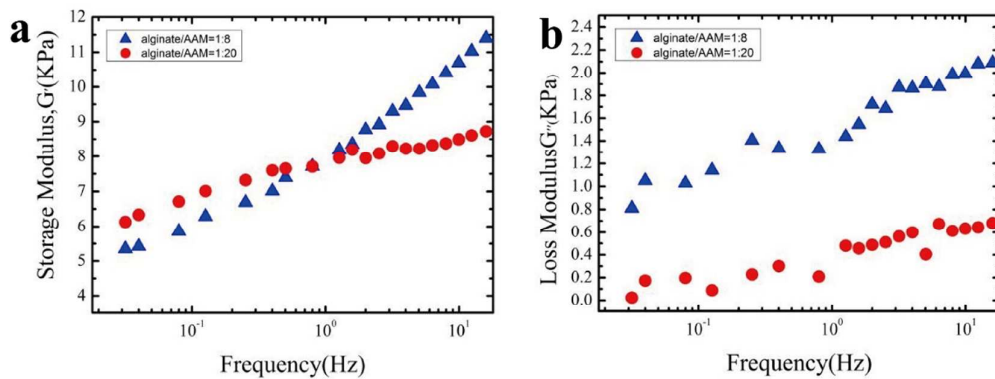 a
alginate/AAM=1:8
alginate/AAM=1:20
Storage Modulus,G'(KPa)
12
11
10
9
8
7
6
5
4
10-1
100
101
Frequency(Hz)
b
alginate/AAM=1:8
alginate/AAM=1:20
Loss ModulusG''(KPa)
2.6
2.4
2.2
2.0
1.8
1.6
1.4
1.2
1.0
0.8
0.6
0.4
0.2
0.0
10-1
100
101
Frequency(Hz)